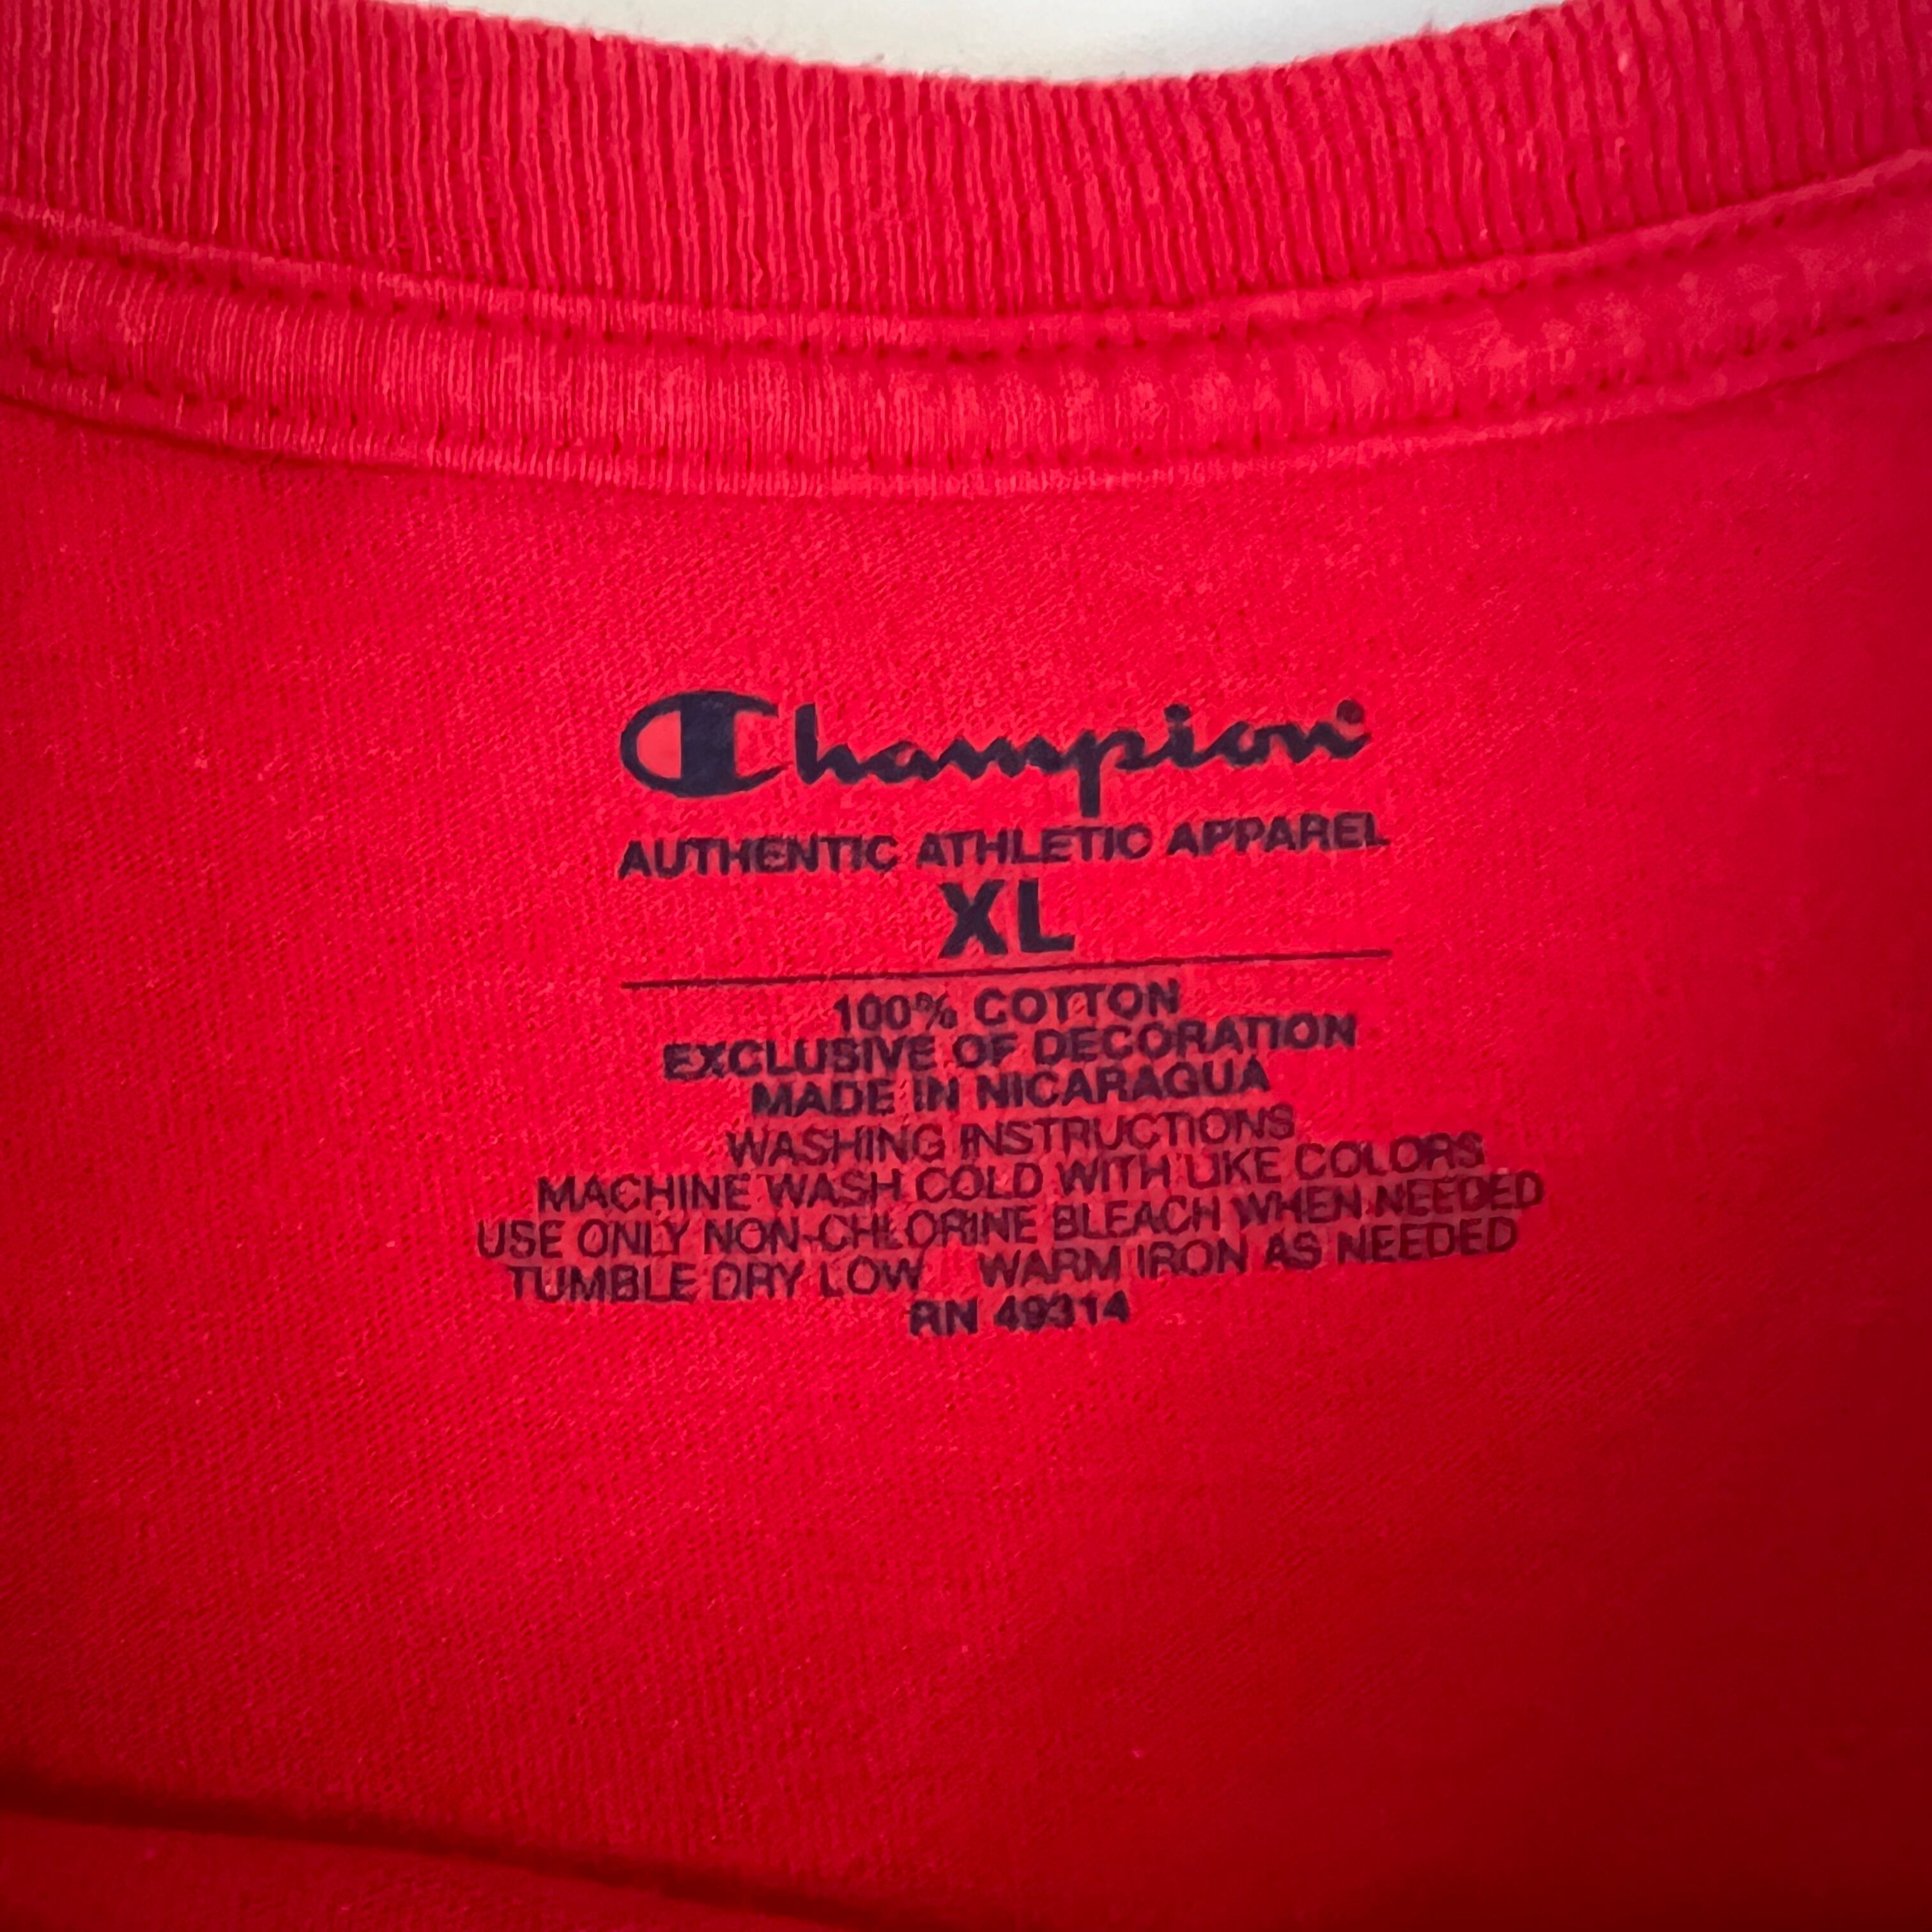 Champion®
AUTHENTIC ATHLETIC APPAREL
XL
100% COTTON
EXCLUSIVE OF DECORATION
MADE IN NICARAGUA
WASHING INSTRUCTIONS
MACHINE WASH COLD WITH LIKE COLORS
USE ONLY NON-CHLORINE BLEACH WHEN NEEDED
TUMBLE DRY LOW WARM IRON AS NEEDED
RN 49314